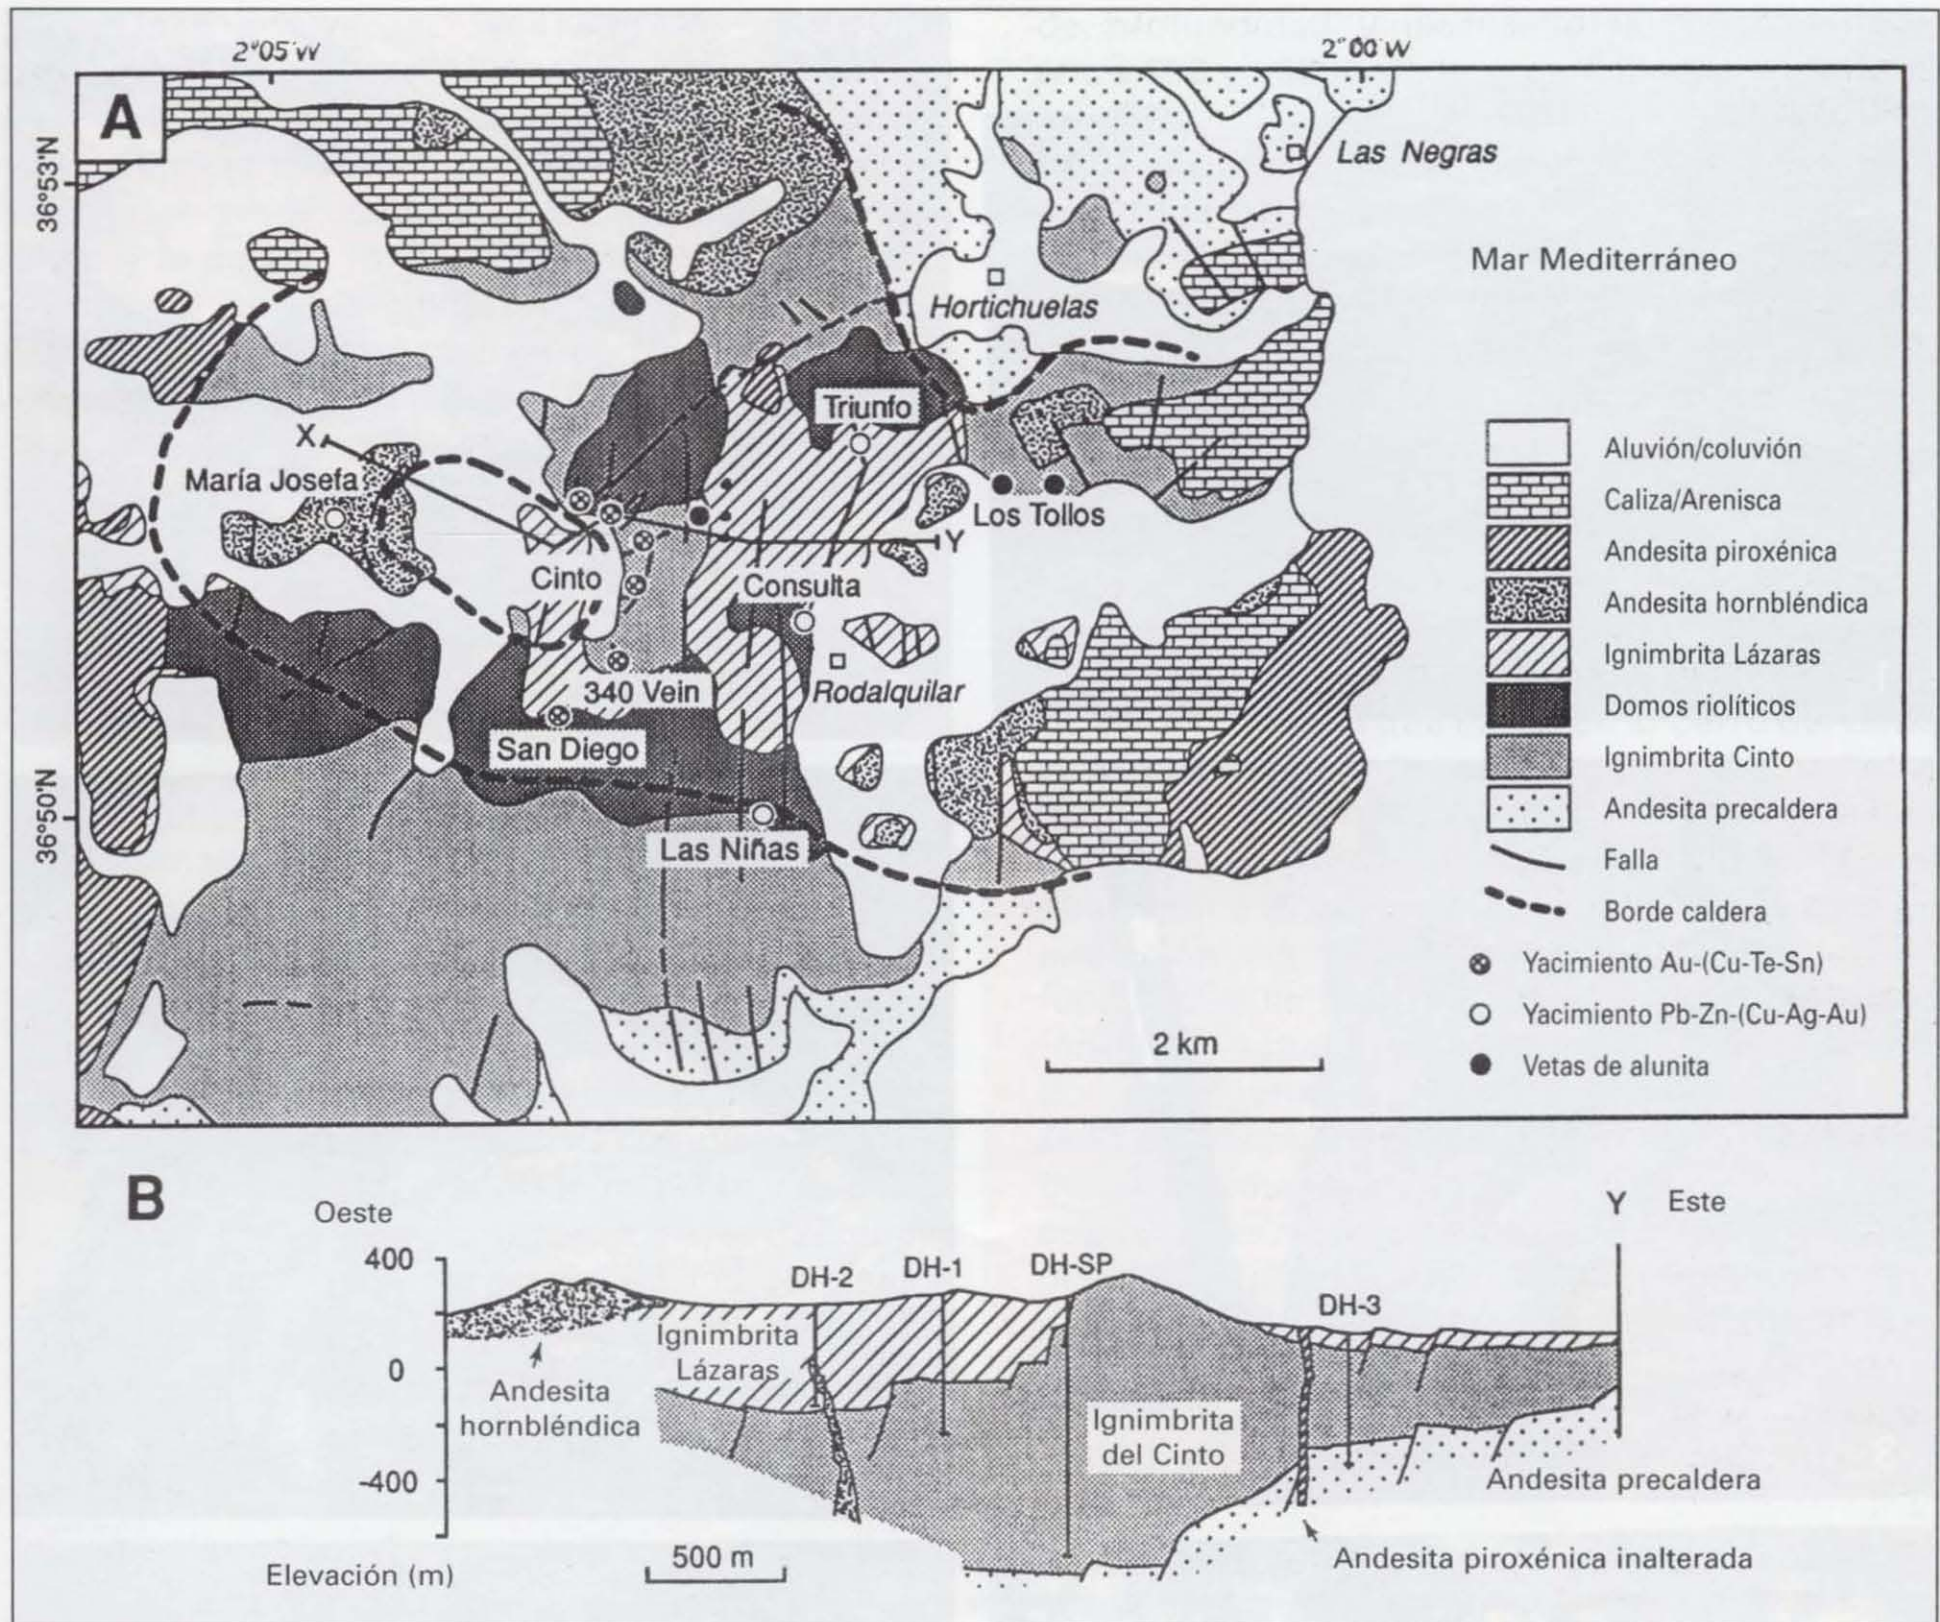 2°05'W
2°00'W
A
36°53'N
Las Negras
Mar Mediterráneo
Hortichuelas
Triunfo
X
María Josefa
Los Tollos
Y
Cinto
Consulta
340 Vein
Rodalquilar
San Diego
36°50'N
Las Niñas
Aluvión/coluvión
Caliza/Arenisca
Andesita piroxénica
Andesita hornbléndica
Ignimbrita Lázaras
Domos riolíticos
Ignimbrita Cinto
Andesita precaldera
Falla
Borde caldera
Yacimiento Au-(Cu-Te-Sn)
Yacimiento Pb-Zn-(Cu-Ag-Au)
Vetas de alunita
2 km
B
Oeste
Y
Este
400
DH-2
DH-1
DH-SP
DH-3
Ignimbrita
Lázaras
0
Andesita
hornbléndica
Ignimbrita
del Cinto
-400
Andesita precaldera
Elevación (m)
500 m
Andesita piroxénica inalterada